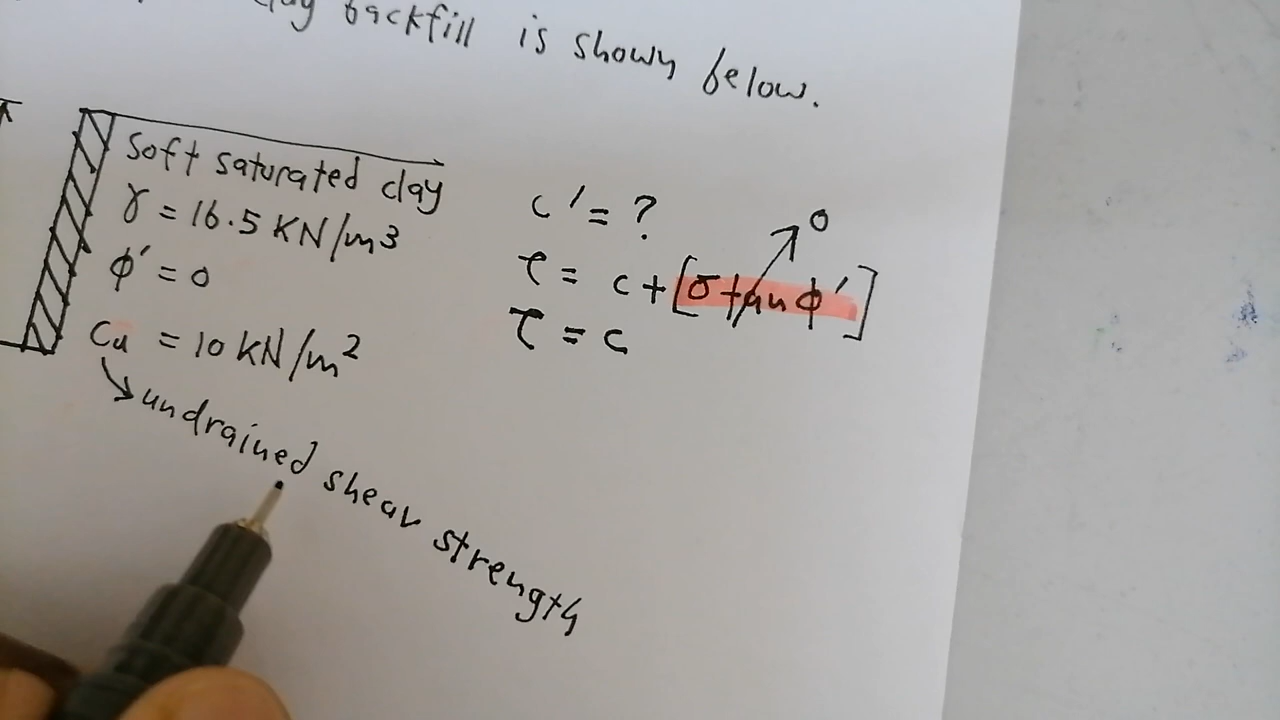 backfill is shown below.
Soft saturated clay
γ = 16.5 KN/m³
ϕ' = 0
Cu = 10 KN/m²
undrained shear strength
c' = ?
τ = c + [σ tan ϕ'] 0
τ = c